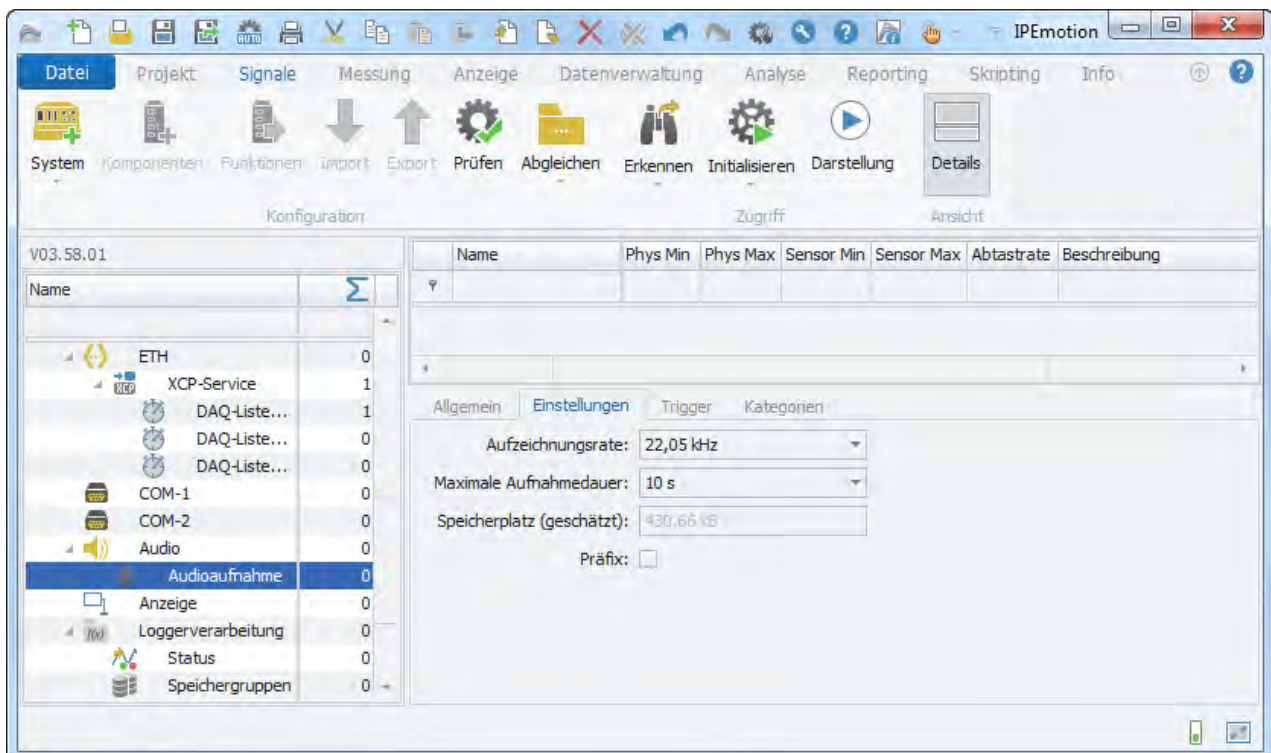 AUTO
IPEmotion
Datei Projekt Signale Messung Anzeige Datenverwaltung Analyse Reporting Skripting Info
System Komponenten Funktionen Import Export Prüfen Abgleichen Erkennen Initialisieren Darstellung Details
Konfiguration Zugriff Ansicht
V03.58.01
Name Σ
Name Phys Min Phys Max Sensor Min Sensor Max Abtastrate Beschreibung
ETH 0
XCP XCP-Service 1
DAQ-Liste... 1
DAQ-Liste... 0
DAQ-Liste... 0
COM-1 0
COM-2 0
Audio 0
Audioaufnahme 0
Anzeige 0
f(x) Loggerverarbeitung 0
Status 0
Speichergruppen 0
Allgemein Einstellungen Trigger Kategorien
Aufzeichnungsrate: 22,05 kHz
Maximale Aufnahmedauer: 10 s
Speicherplatz (geschätzt): 430,66 kB
Präfix: